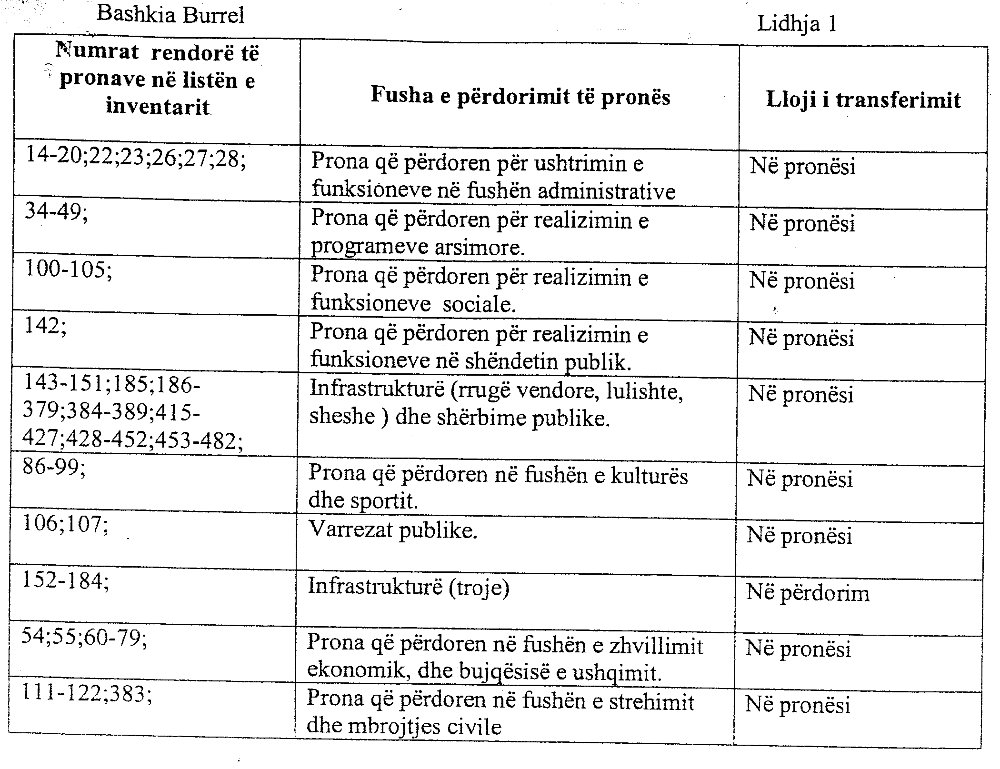 Bashkia Burrel
Lidhja 1
Numrat rendorë të
pronave në listën e
inventarit
Fusha e përdorimit të pronës
Lloji i transferimit
14-20;22;23;26;27;28;
Prona që përdoren për ushtrimin e
funksioneve në fushën administrative
Në pronësi
34-49;
Prona që përdoren për realizimin e
programeve arsimore.
Në pronësi
100-105;
Prona që përdoren për realizimin e
funksioneve sociale.
Në pronësi
142;
Prona që përdoren për realizimin e
funksioneve në shëndetin publik.
Në pronësi
143-151;185;186-
379;384-389;415-
427;428-452;453-482;
Infrastrukturë (rrugë vendore, lulishte,
sheshe ) dhe shërbime publike.
Në pronësi
86-99;
Prona që përdoren në fushën e kulturës
dhe sportit.
Në pronësi
106;107;
Varrezat publike.
Në pronësi
152-184;
Infrastrukturë (troje)
Në përdorim
54;55;60-79;
Prona që përdoren në fushën e zhvillimit
ekonomik, dhe bujqësisë e ushqimit.
Në pronësi
111-122;383;
Prona që përdoren në fushën e strehimit
dhe mbrojtjes civile
Në pronësi